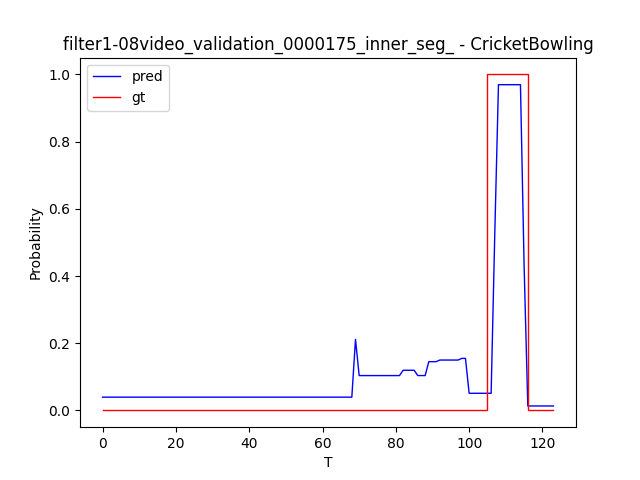 filter1-08video_validation_0000175_inner_seg_ - CricketBowling
pred
gt
1.0
0.8
0.6
0.4
0.2
0.0
Probability
0 20 40 60 80 100 120
T